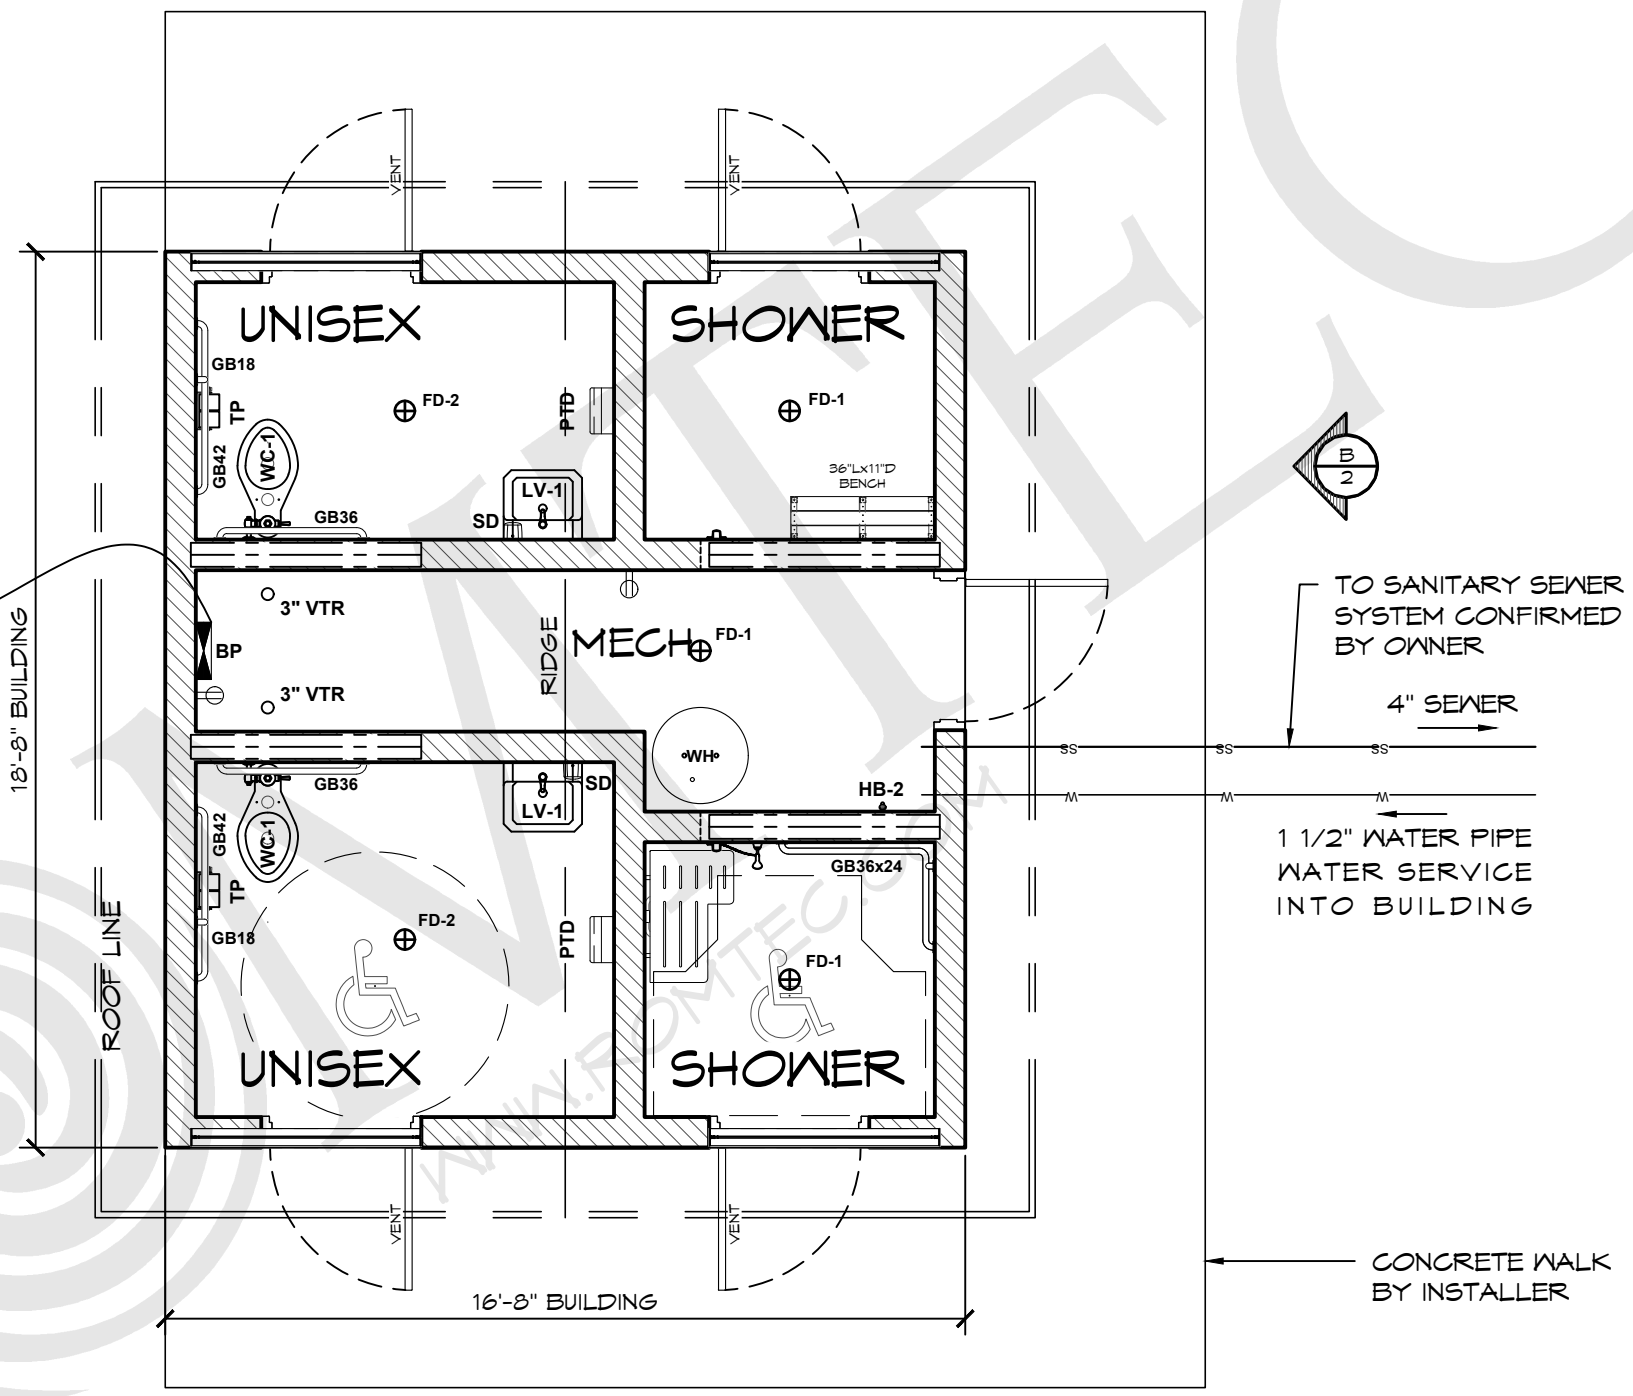 VENT
VENT
UNISEX
SHOWER
GB18
TP
GB42
WC-1
GB36
FD-2
PTD
LV-1
SD
FD-1
36"Lx11"D
BENCH
B
2
3" VTR
BP
3" VTR
RIDGE
MECH
FD-1
WH
HB-2
TO SANITARY SEWER
SYSTEM CONFIRMED
BY OWNER
4" SEWER
SS
SS
SS
W
W
W
1 1/2" WATER PIPE
WATER SERVICE
INTO BUILDING
18'-8" BUILDING
GB36
SD
LV-1
GB42
WC-1
TP
GB18
FD-2
PTD
GB36x24
FD-1
UNISEX
SHOWER
ROOF LINE
VENT
VENT
16'-8" BUILDING
CONCRETE WALK
BY INSTALLER
WWW.ROMTEC.COM
OMTEC